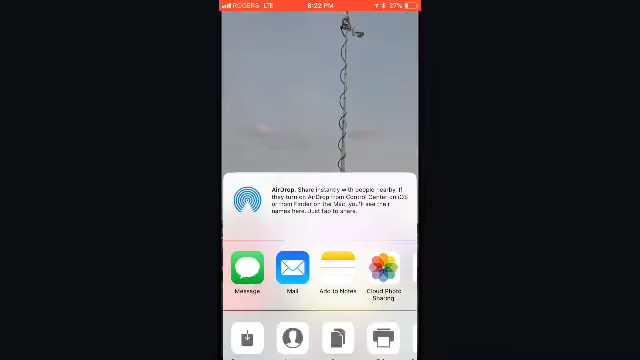 ROGERS LTE 8:22 PM 27%
AirDrop. Share instantly with people nearby. If
they turn on AirDrop from Control Center on iOS
or from Finder on the Mac, you'll see their
names here. Just tap to share.
Message Mail Add to Notes iCloud Photo
Sharing